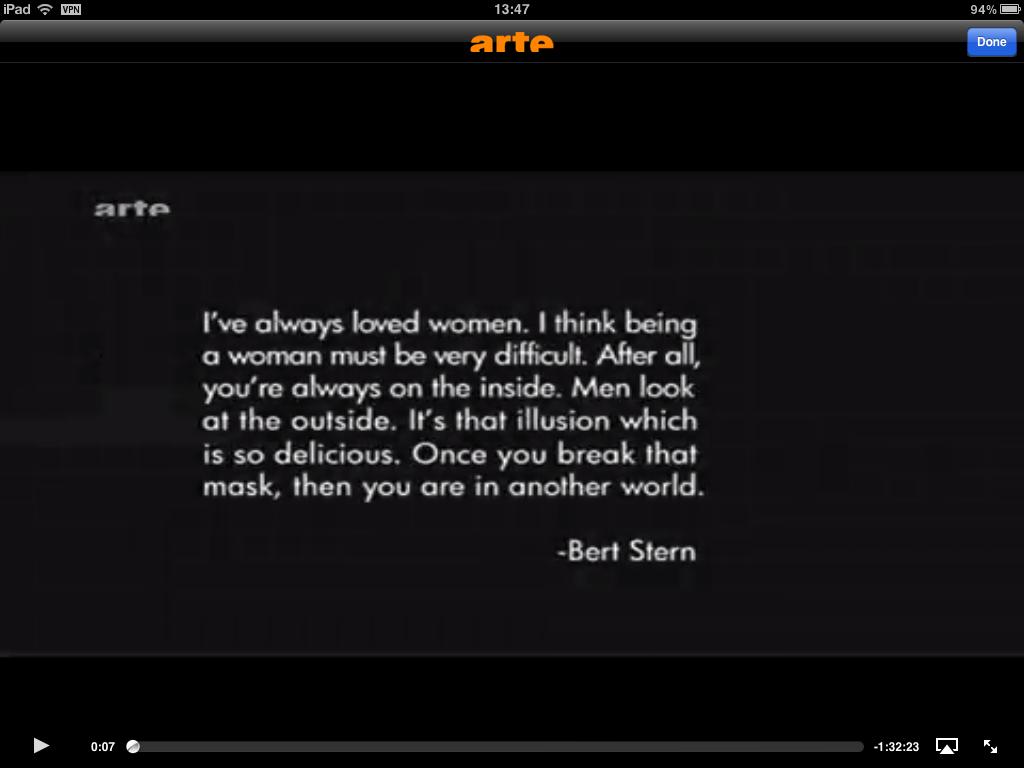 iPad VPN 13:47 94%
arte
Done
arte
I've always loved women. I think being
a woman must be very difficult. After all,
you're always on the inside. Men look
at the outside. It's that illusion which
is so delicious. Once you break that
mask, then you are in another world.
-Bert Stern
0:07 -1:32:23